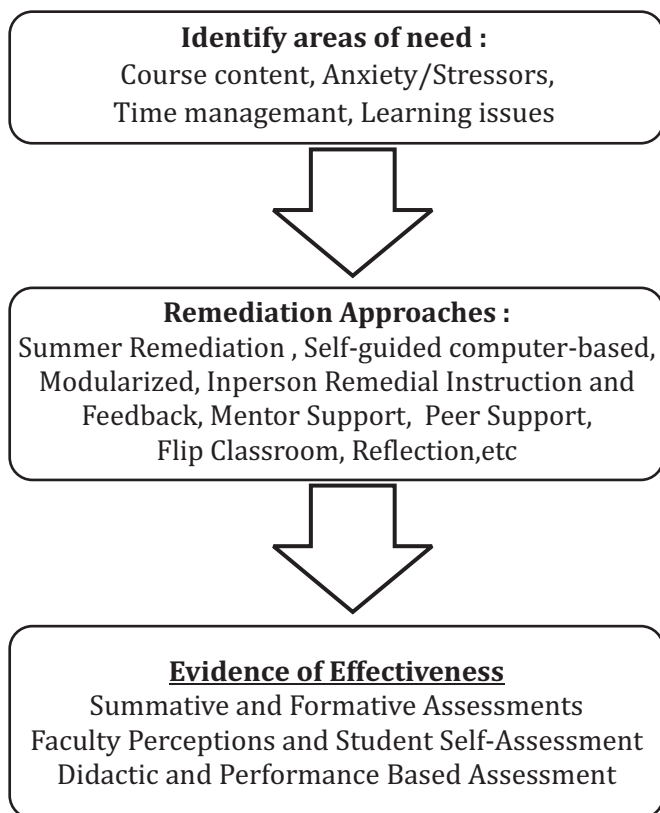 Identify areas of need :
Course content, Anxiety/Stressors,
Time managemant, Learning issues
Remediation Approaches :
Summer Remediation , Self-guided computer-based,
Modularized, Inperson Remedial Instruction and
Feedback, Mentor Support,  Peer Support,
Flip Classroom, Reflection,etc
Evidence of Effectiveness
Summative and Formative Assessments
Faculty Perceptions and Student Self-Assessment
Didactic and Performance Based Assessment